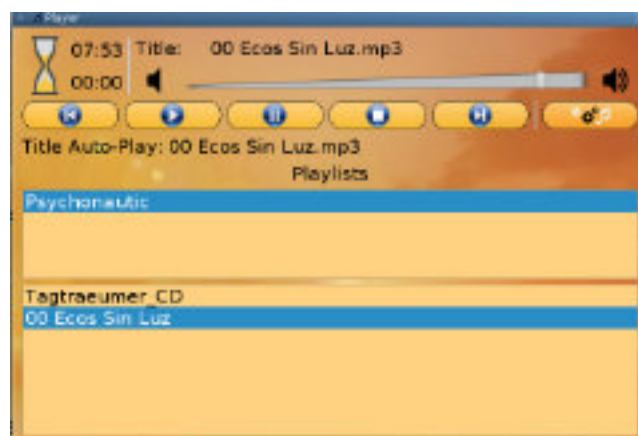 Player
07:53 Title: 00 Ecos Sin Luz.mp3
00:00
Title Auto-Play: 00 Ecos Sin Luz.mp3
Playlists
Psychonautic
Tagtraeumer_CD
00 Ecos Sin Luz